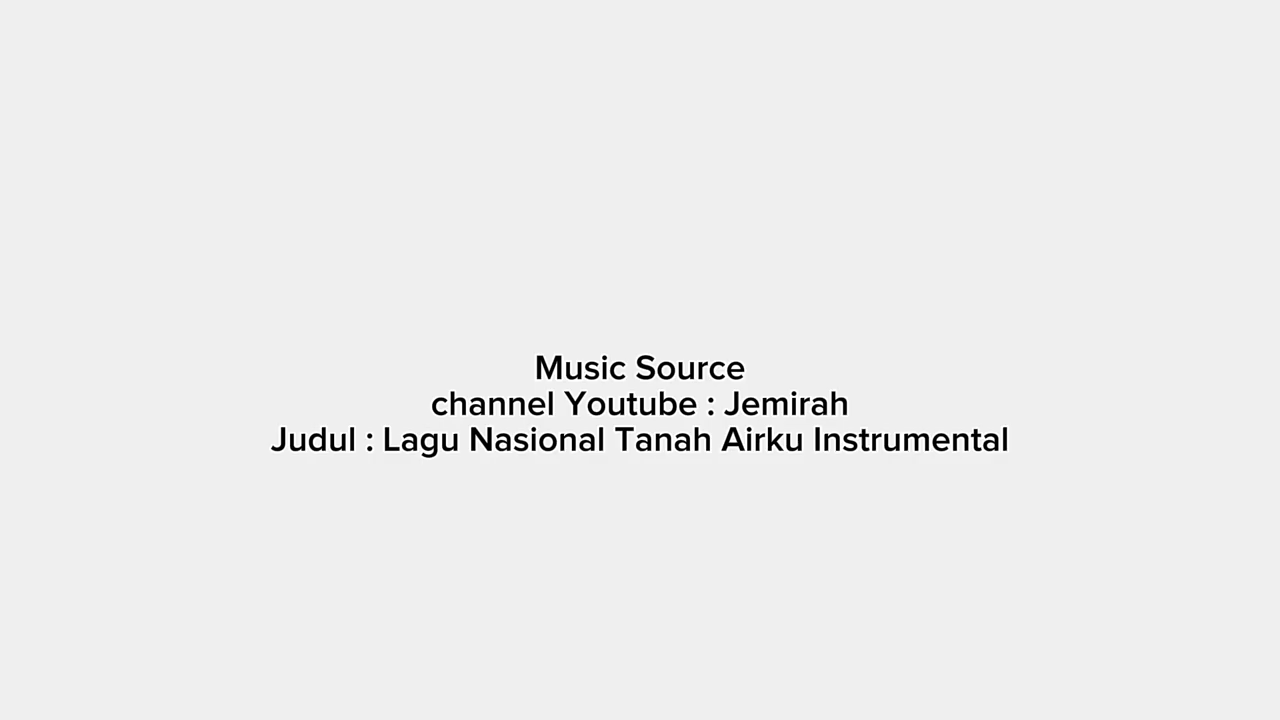 Music Source
channel Youtube : Jemirah
Judul : Lagu Nasional Tanah Airku Instrumental